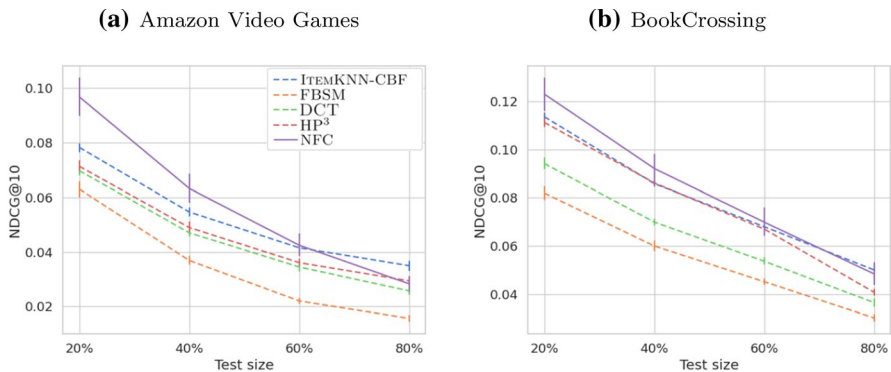 (a) Amazon Video Games
NDCG@10
0.10
0.08
0.06
0.04
0.02
ITEMKNN-CBF
FBSM
DCT
HP³
NFC
20% 40% 60% 80%
Test size
(b) BookCrossing
NDCG@10
0.12
0.10
0.08
0.06
0.04
20% 40% 60% 80%
Test size